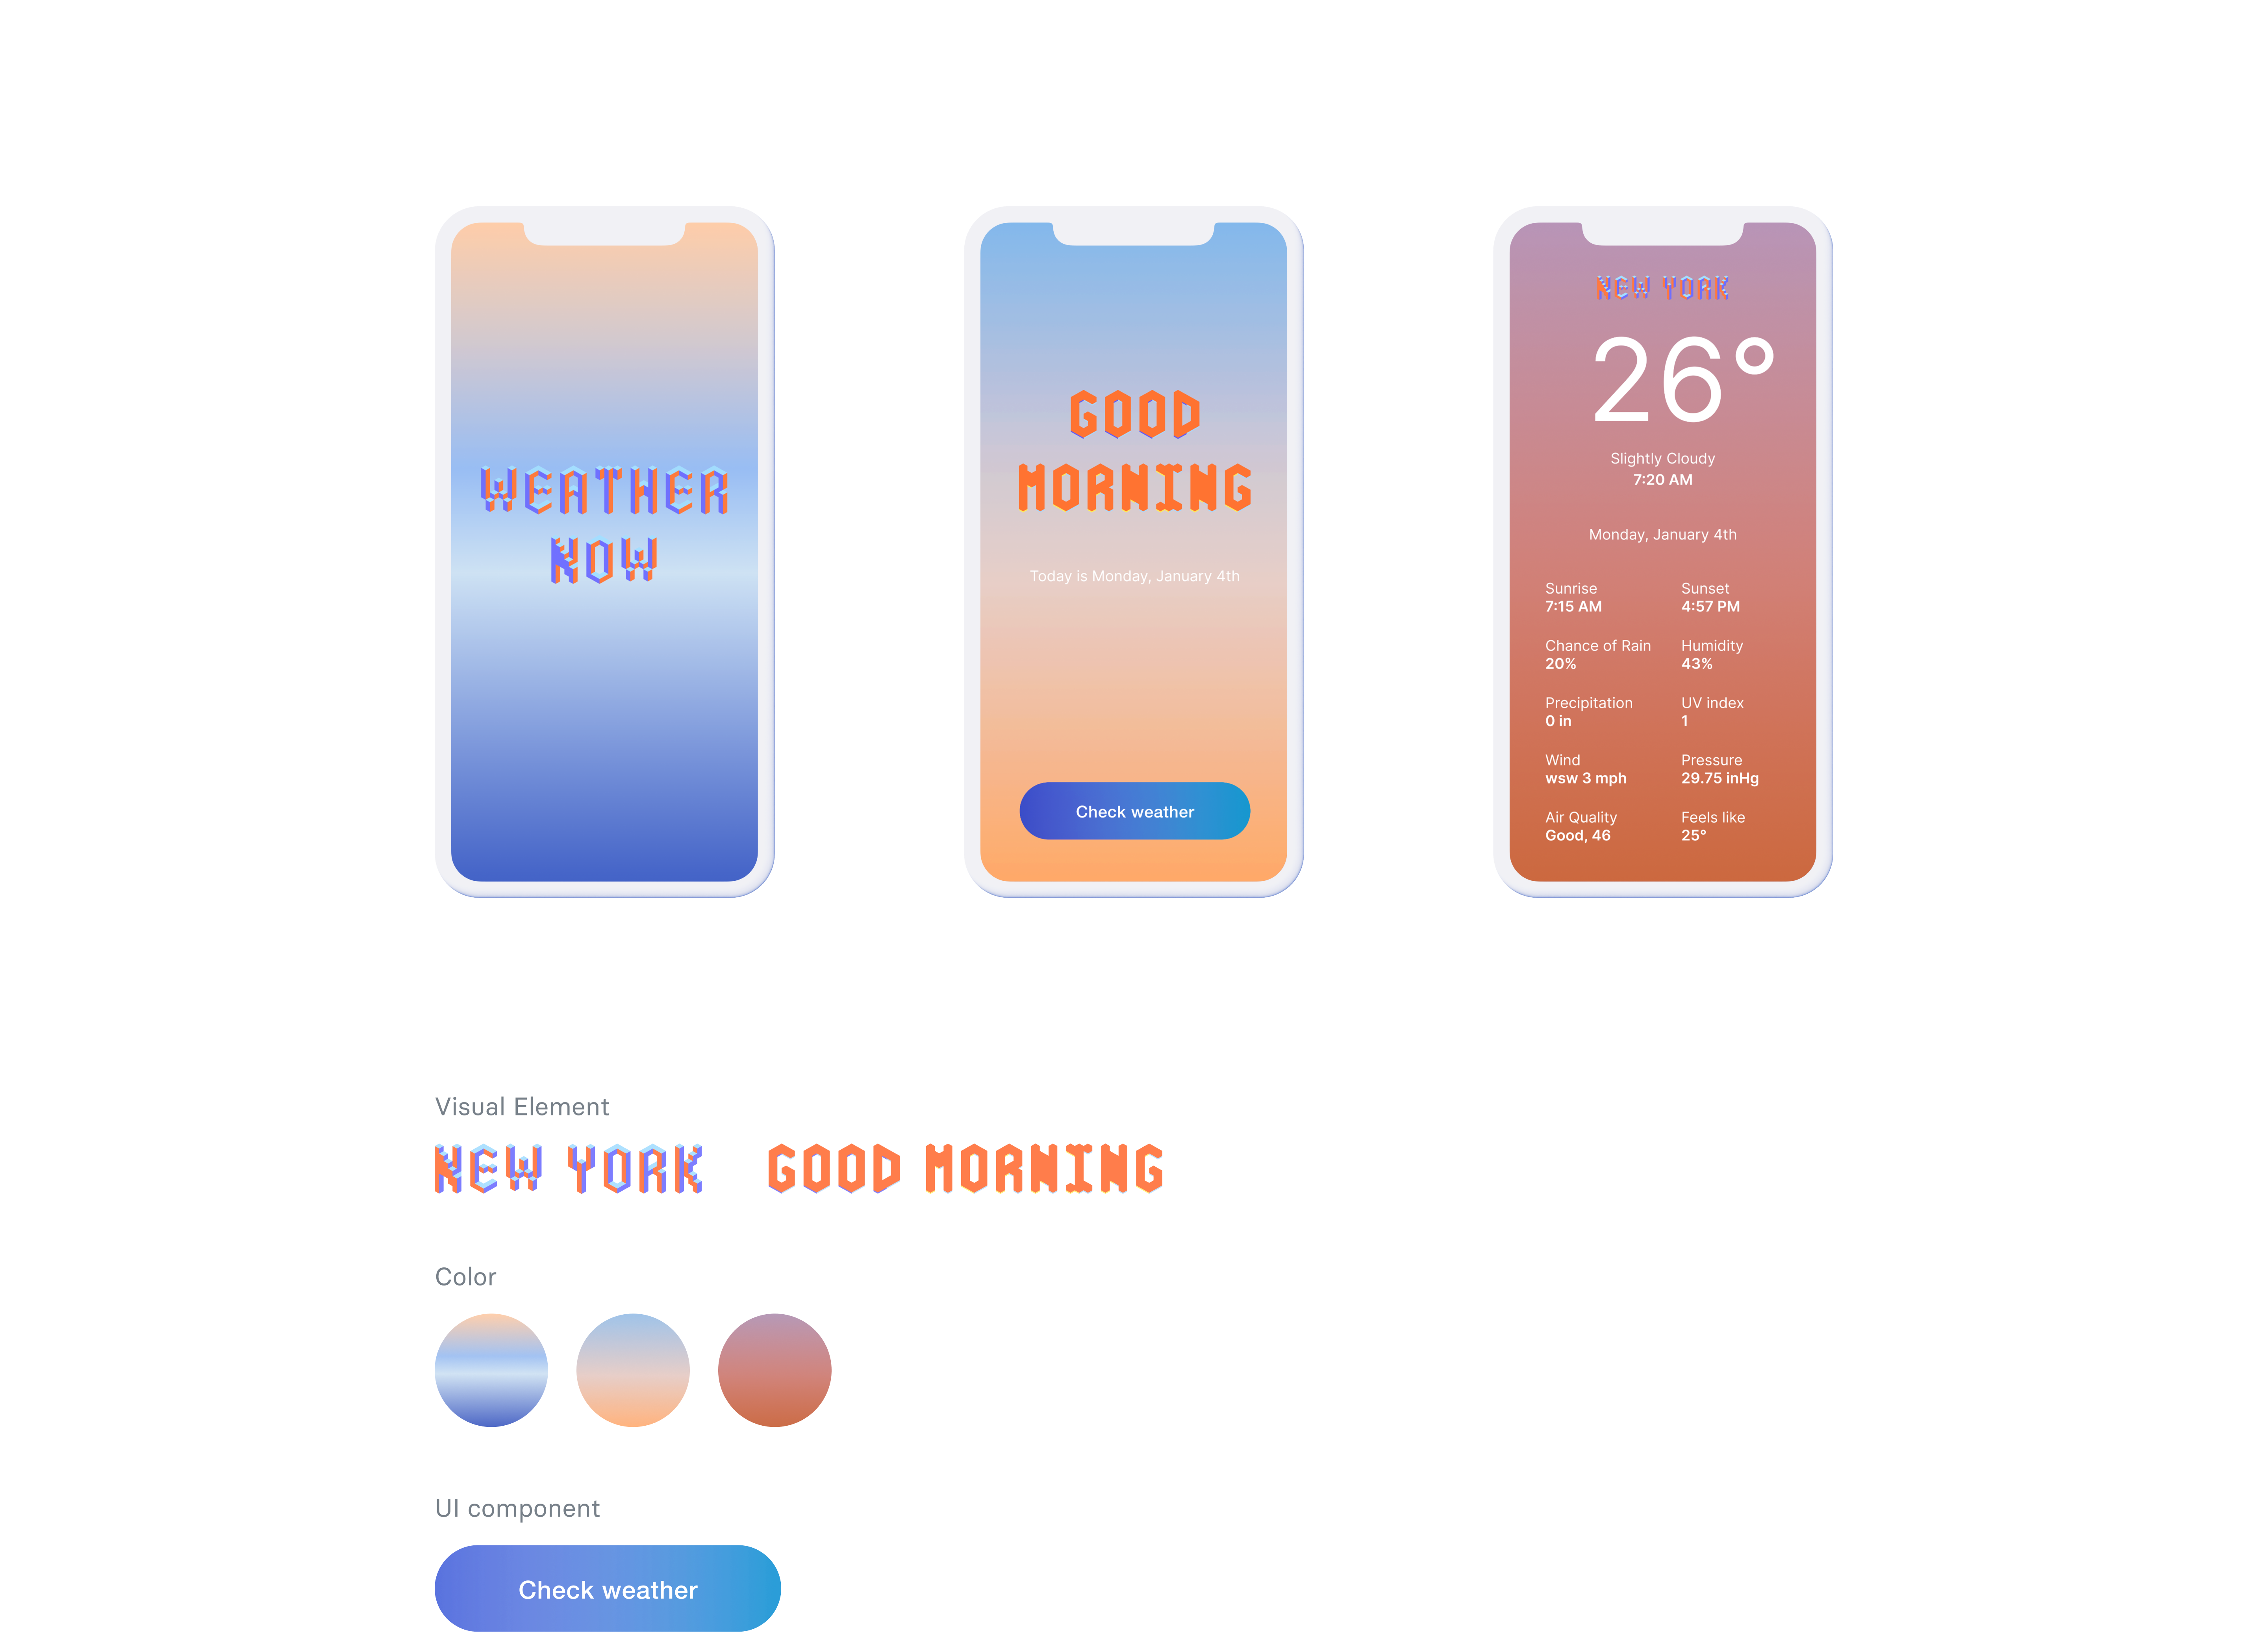 WEATHER
NOW
GOOD
MORNING
Today is Monday, January 4th
Check weather
NEW YORK
26°
Slightly Cloudy
7:20 AM
Monday, January 4th
Sunrise
7:15 AM
Sunset
4:57 PM
Chance of Rain
20%
Humidity
43%
Precipitation
0 in
UV index
1
Wind
wsw 3 mph
Pressure
29.75 inHg
Air Quality
Good, 46
Feels like
25°
Visual Element
NEW YORK GOOD MORNING
Color
UI component
Check weather